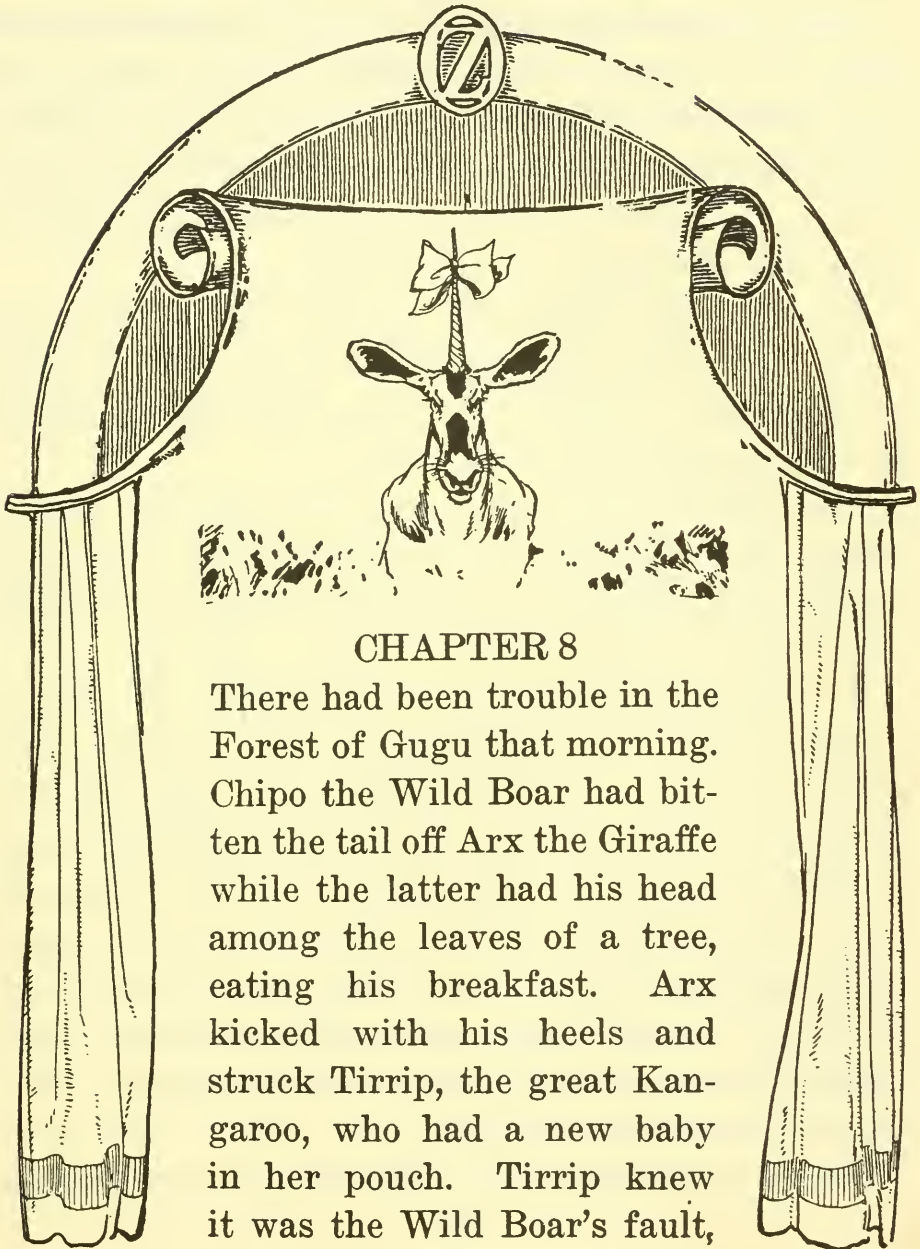 OZ
CHAPTER 8
There had been trouble in the
Forest of Gugu that morning.
Chipo the Wild Boar had bit-
ten the tail off Arx the Giraffe
while the latter had his head
among the leaves of a tree,
eating his breakfast. Arx
kicked with his heels and
struck Tirrip, the great Kan-
garoo, who had a new baby
in her pouch. Tirrip knew
it was the Wild Boar's fault,